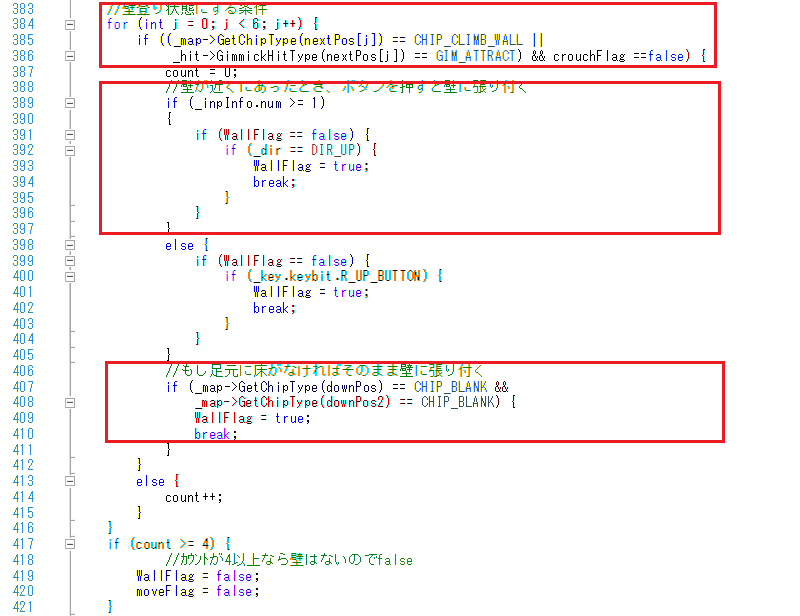 383 //壁登り状態にする条件
384 for (int j = 0; j < 6; j++) {
385 if ((_map->GetChipType(nextPos[j]) == CHIP_CLIMB_WALL ||
386 _hit->GimmickHitType(nextPos[j]) == GIM_ATTRACT) && crouchFlag ==false) {
387 count = 0;
388 //壁が近くにあったとき、ボタンを押すと壁に張り付く
389 if (_inpInfo.num >= 1)
390 {
391 if (WallFlag == false) {
392 if (_dir == DIR_UP) {
393 WallFlag = true;
394 break;
395 }
396 }
397 }
398 else {
399 if (WallFlag == false) {
400 if (_key.keybit.R_UP_BUTTON) {
401 WallFlag = true;
402 break;
403 }
404 }
405 }
406 //もし足元に床がなければそのまま壁に張り付く
407 if (_map->GetChipType(downPos) == CHIP_BLANK &&
408 _map->GetChipType(downPos2) == CHIP_BLANK) {
409 WallFlag = true;
410 break;
411 }
412 }
413 else {
414 count++;
415 }
416 }
417 if (count >= 4) {
418 //ｶｳﾝﾄが4以上なら壁はないのでfalse
419 WallFlag = false;
420 moveFlag = false;
421 }